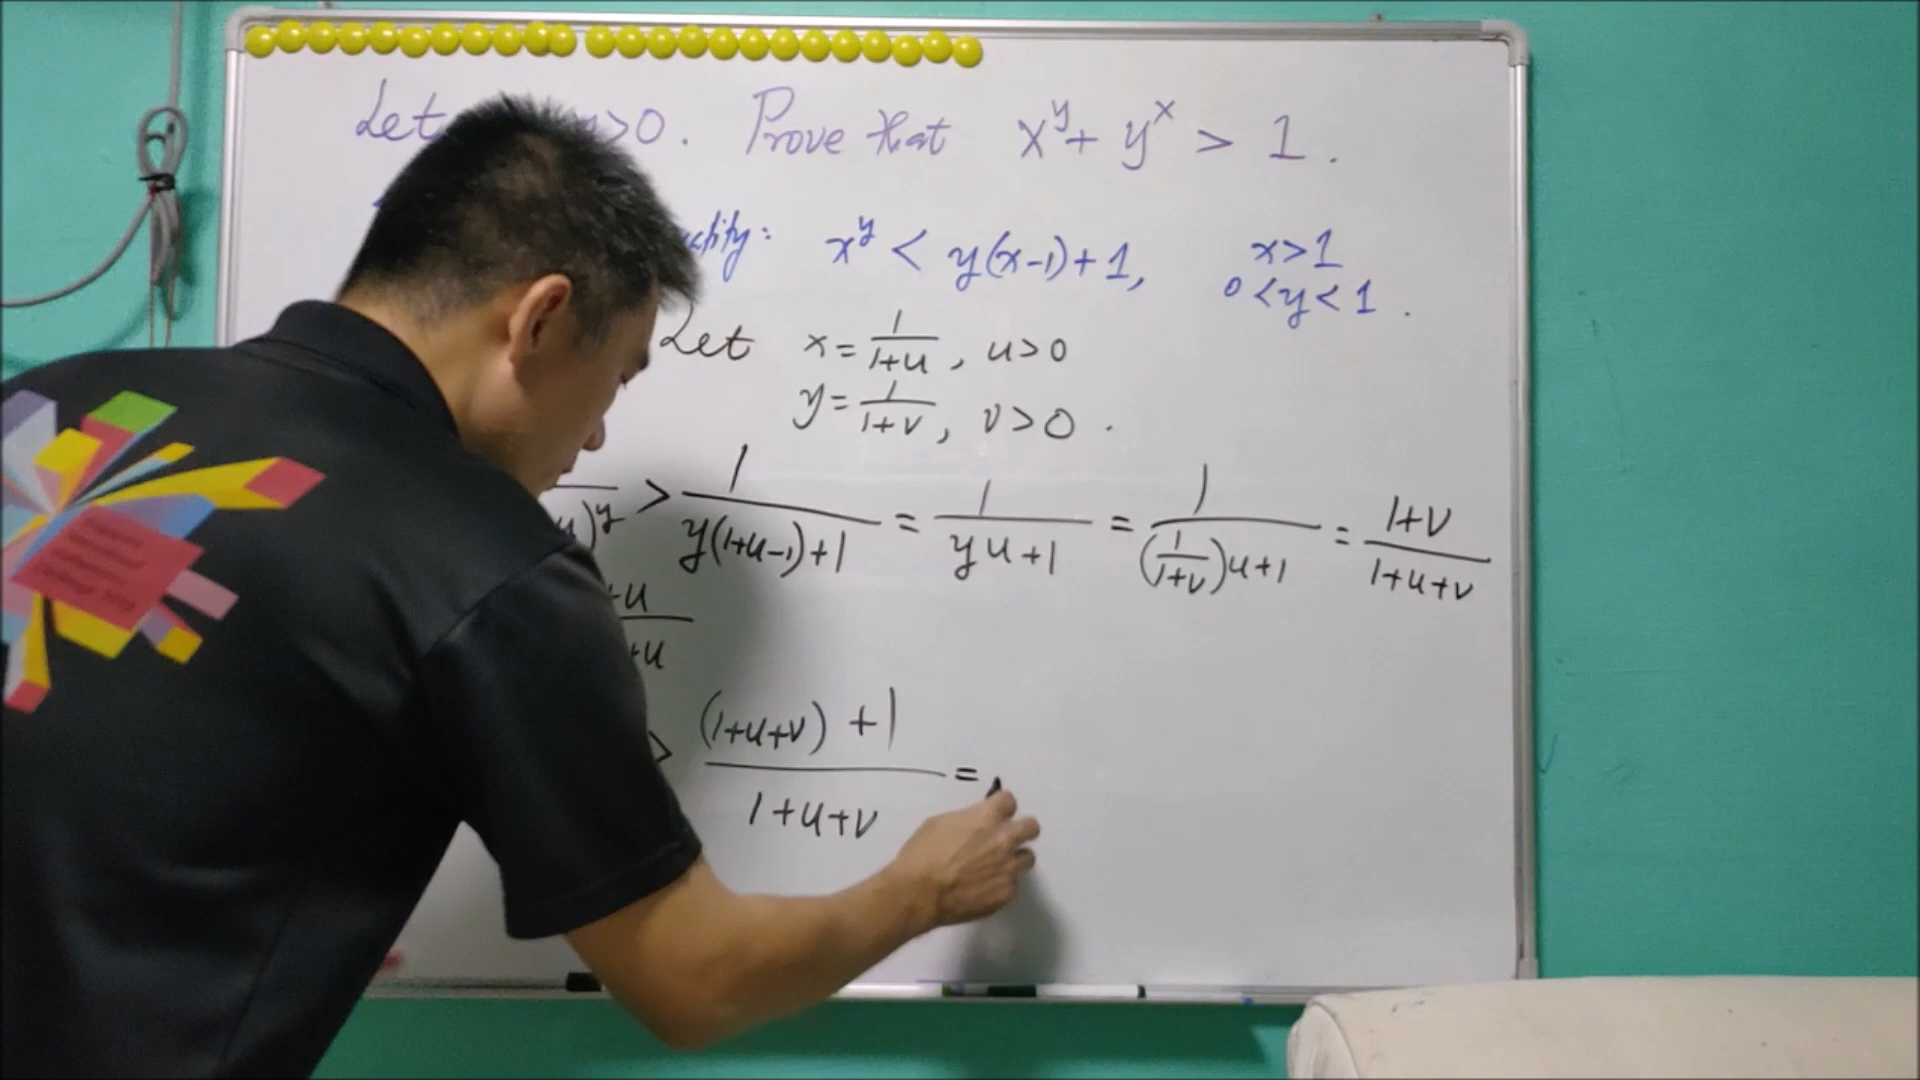 Let >0. Prove that x^y + y^x > 1.
x^y < y(x-1)+1, x>1
0<y<1.
Let x = 1/(1+u), u>0
y = 1/(1+v), v>0.
)^y > 1/(y(1+u-1)+1) = 1/(yu+1) = 1/((1/(1+v))u+1) = (1+v)/(1+u+v)
+u
+u
> ((1+u+v)+1)/(1+u+v) =